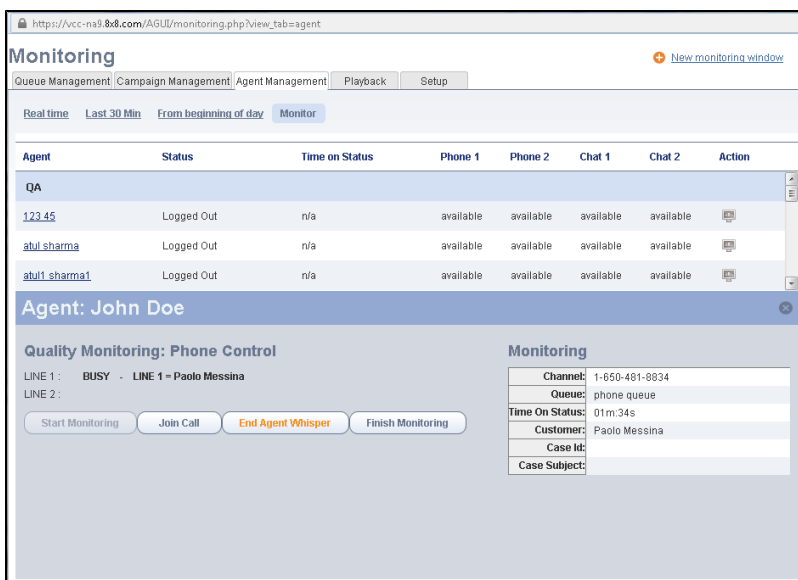 https://vcc-na9.8x8.com/AGUI/monitoring.php?view_tab=agent
Monitoring
New monitoring window
Queue Management Campaign Management Agent Management Playback Setup
Real time Last 30 Min From beginning of day Monitor
Agent Status Time on Status Phone 1 Phone 2 Chat 1 Chat 2 Action
QA
123 45 Logged Out n/a available available available available
atul sharma Logged Out n/a available available available available
atul1 sharma1 Logged Out n/a available available available available
Agent: John Doe
Quality Monitoring: Phone Control
LINE 1 : BUSY - LINE 1 = Paolo Messina
LINE 2 :
Start Monitoring Join Call End Agent Whisper Finish Monitoring
Monitoring
Channel: 1-650-481-8834
Queue: phone queue
Time On Status: 01m:34s
Customer: Paolo Messina
Case Id:
Case Subject: